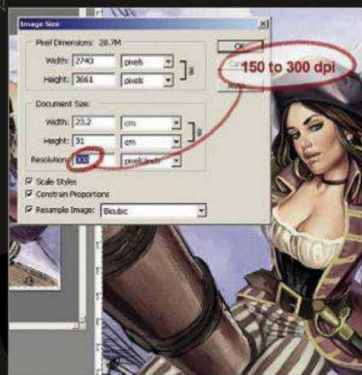 Image Size
Pixel Dimensions: 28.7M
Width: 2740 pixels
Height: 3661 pixels
OK
150 to 300 dpi
Document Size:
Width: 23.2 cm
Height: 31 cm
Resolution: 300 pixels/inch
Scale Styles
Constrain Proportions
Resample Image: Bicubic